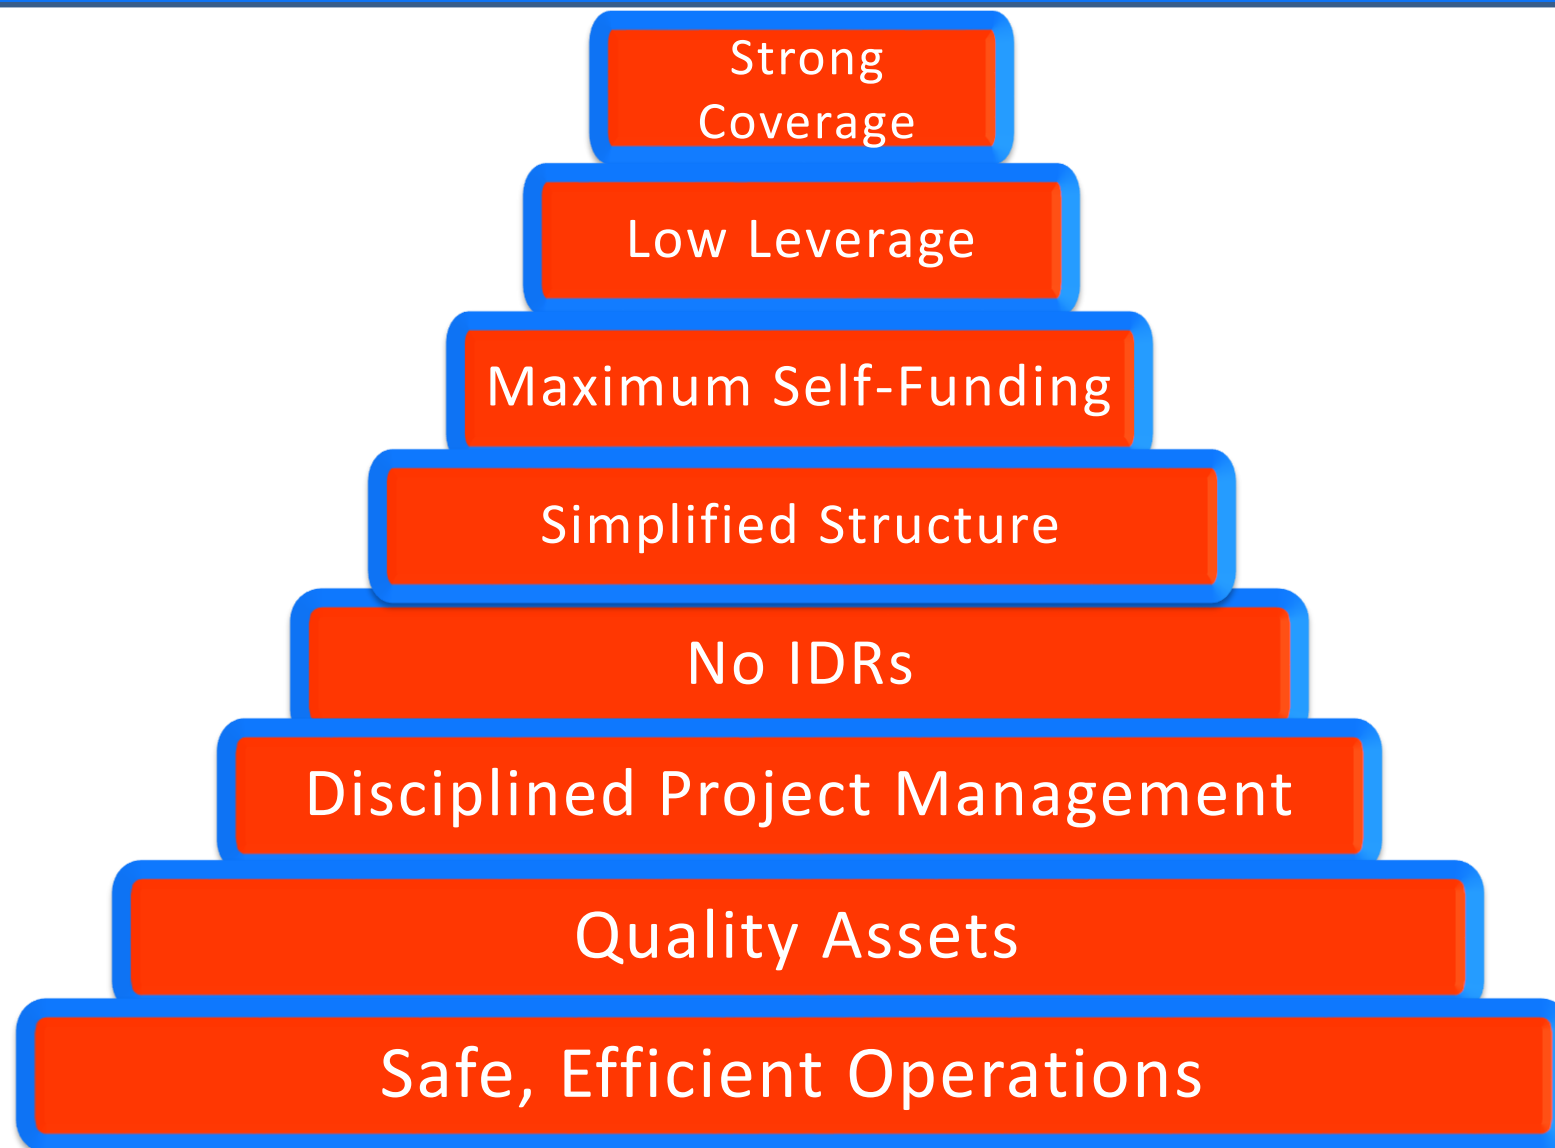 Strong
Coverage
Low Leverage
Maximum Self-Funding
Simplified Structure
No IDRs
Disciplined Project Management
Quality Assets
Safe, Efficient Operations